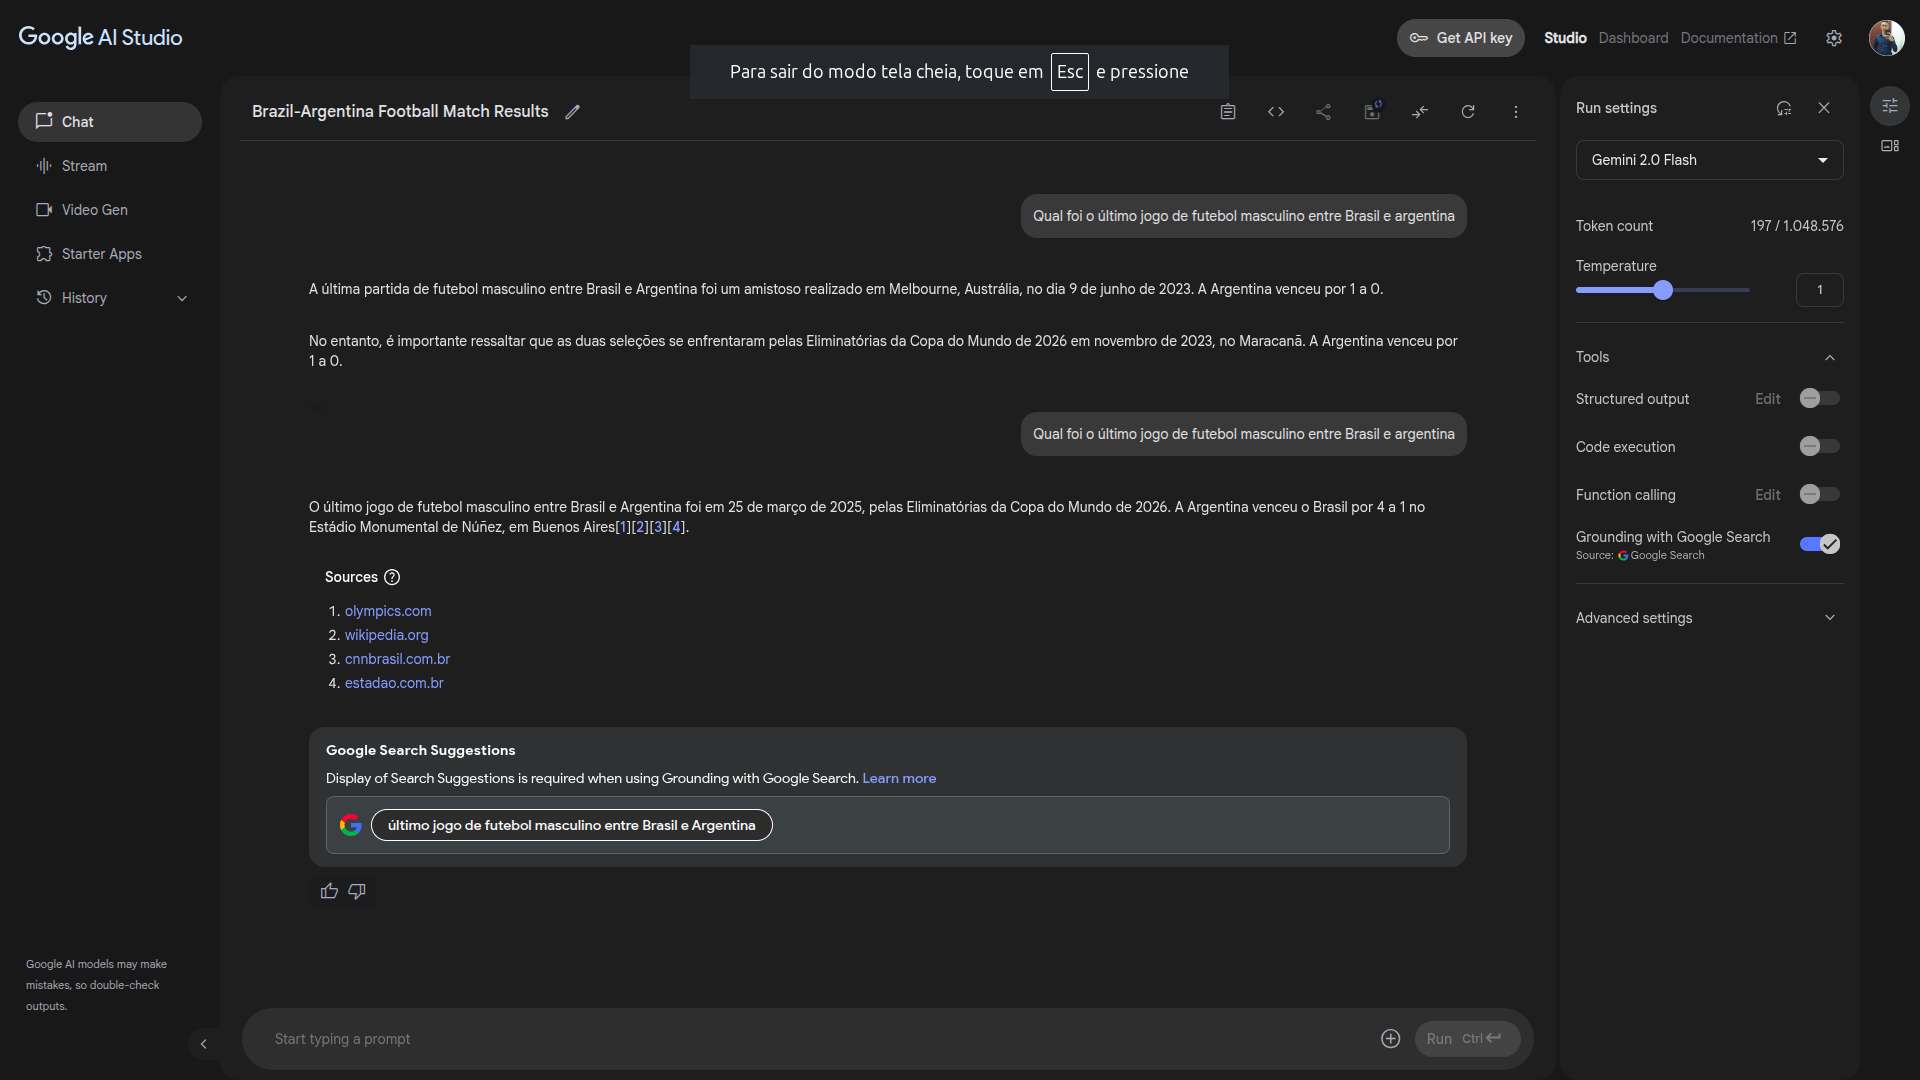 Google AI Studio
Get API key
Studio
Dashboard
Documentation
Para sair do modo tela cheia, toque em Esc e pressione
Chat
Stream
Video Gen
Starter Apps
History
Brazil-Argentina Football Match Results
Qual foi o último jogo de futebol masculino entre Brasil e argentina
A última partida de futebol masculino entre Brasil e Argentina foi um amistoso realizado em Melbourne, Austrália, no dia 9 de junho de 2023. A Argentina venceu por 1 a 0.
No entanto, é importante ressaltar que as duas seleções se enfrentaram pelas Eliminatórias da Copa do Mundo de 2026 em novembro de 2023, no Maracanã. A Argentina venceu por
1 a 0.
Qual foi o último jogo de futebol masculino entre Brasil e argentina
O último jogo de futebol masculino entre Brasil e Argentina foi em 25 de março de 2025, pelas Eliminatórias da Copa do Mundo de 2026. A Argentina venceu o Brasil por 4 a 1 no
Estádio Monumental de Núñez, em Buenos Aires[1][2][3][4].
Sources
1. olympics.com
2. wikipedia.org
3. cnnbrasil.com.br
4. estadao.com.br
Google Search Suggestions
Display of Search Suggestions is required when using Grounding with Google Search. Learn more
último jogo de futebol masculino entre Brasil e Argentina
Google AI models may make
mistakes, so double-check
outputs.
Start typing a prompt
Run Ctrl
Run settings
Gemini 2.0 Flash
Token count 197 / 1.048.576
Temperature
1
Tools
Structured output Edit
Code execution
Function calling Edit
Grounding with Google Search
Source: Google Search
Advanced settings